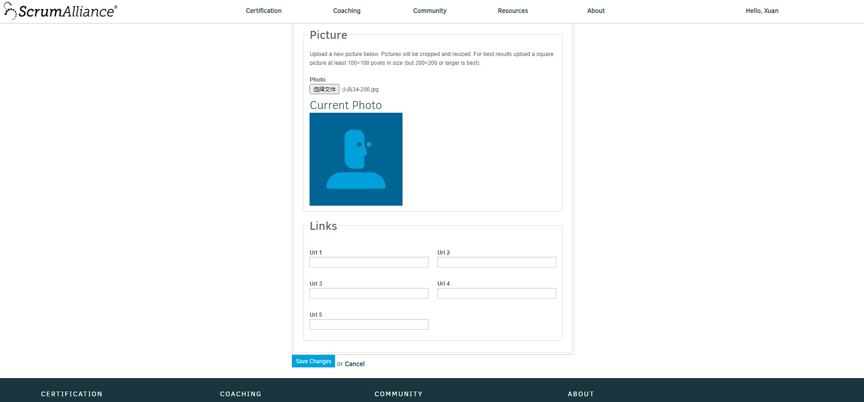 ScrumAlliance®
Certification Coaching Community Resources About Hello, Xuan
Picture
Upload a new picture below. Pictures will be cropped and resized. For best results upload a square
picture at least 100×100 pixels in size (but 200×200 or larger is best).
Photo
选择文件 小兵34-200.jpg
Current Photo
Links
Url 1 Url 2
Url 3 Url 4
Url 5
Save Changes or Cancel
CERTIFICATION COACHING COMMUNITY ABOUT